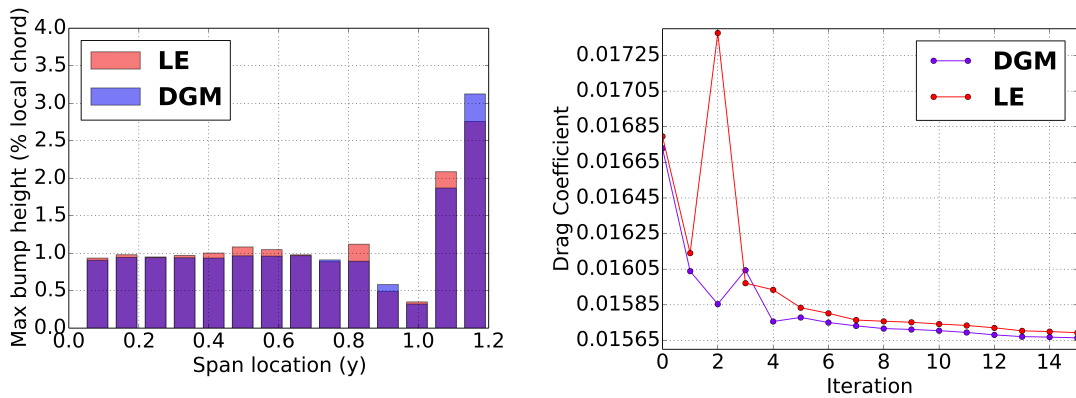 4.0
3.5
3.0
2.5
2.0
1.5
1.0
0.5
0.0
0.0 0.2 0.4 0.6 0.8 1.0 1.2
Max bump height (% local chord)
Span location (y)
LE
DGM
0.01725
0.01705
0.01685
0.01665
0.01645
0.01625
0.01605
0.01585
0.01565
0 2 4 6 8 10 12 14
Drag Coefficient
Iteration
DGM
LE